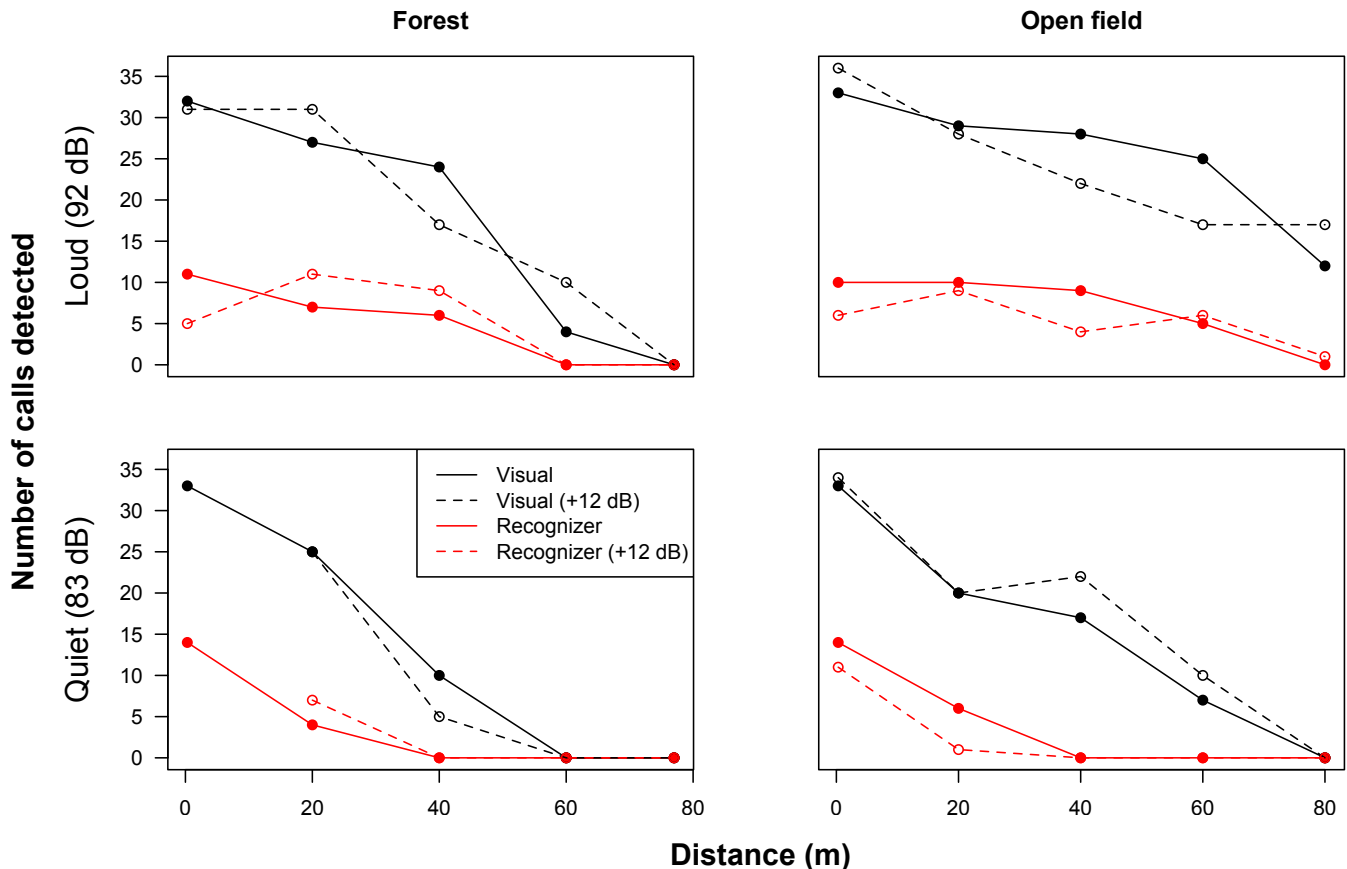 Forest
Open field
Number of calls detected
Loud (92 dB)
35
30
25
20
15
10
5
0
Quiet (83 dB)
35
30
25
20
15
10
5
0
Visual
Visual (+12 dB)
Recognizer
Recognizer (+12 dB)
0 20 40 60 80
0 20 40 60 80
Distance (m)